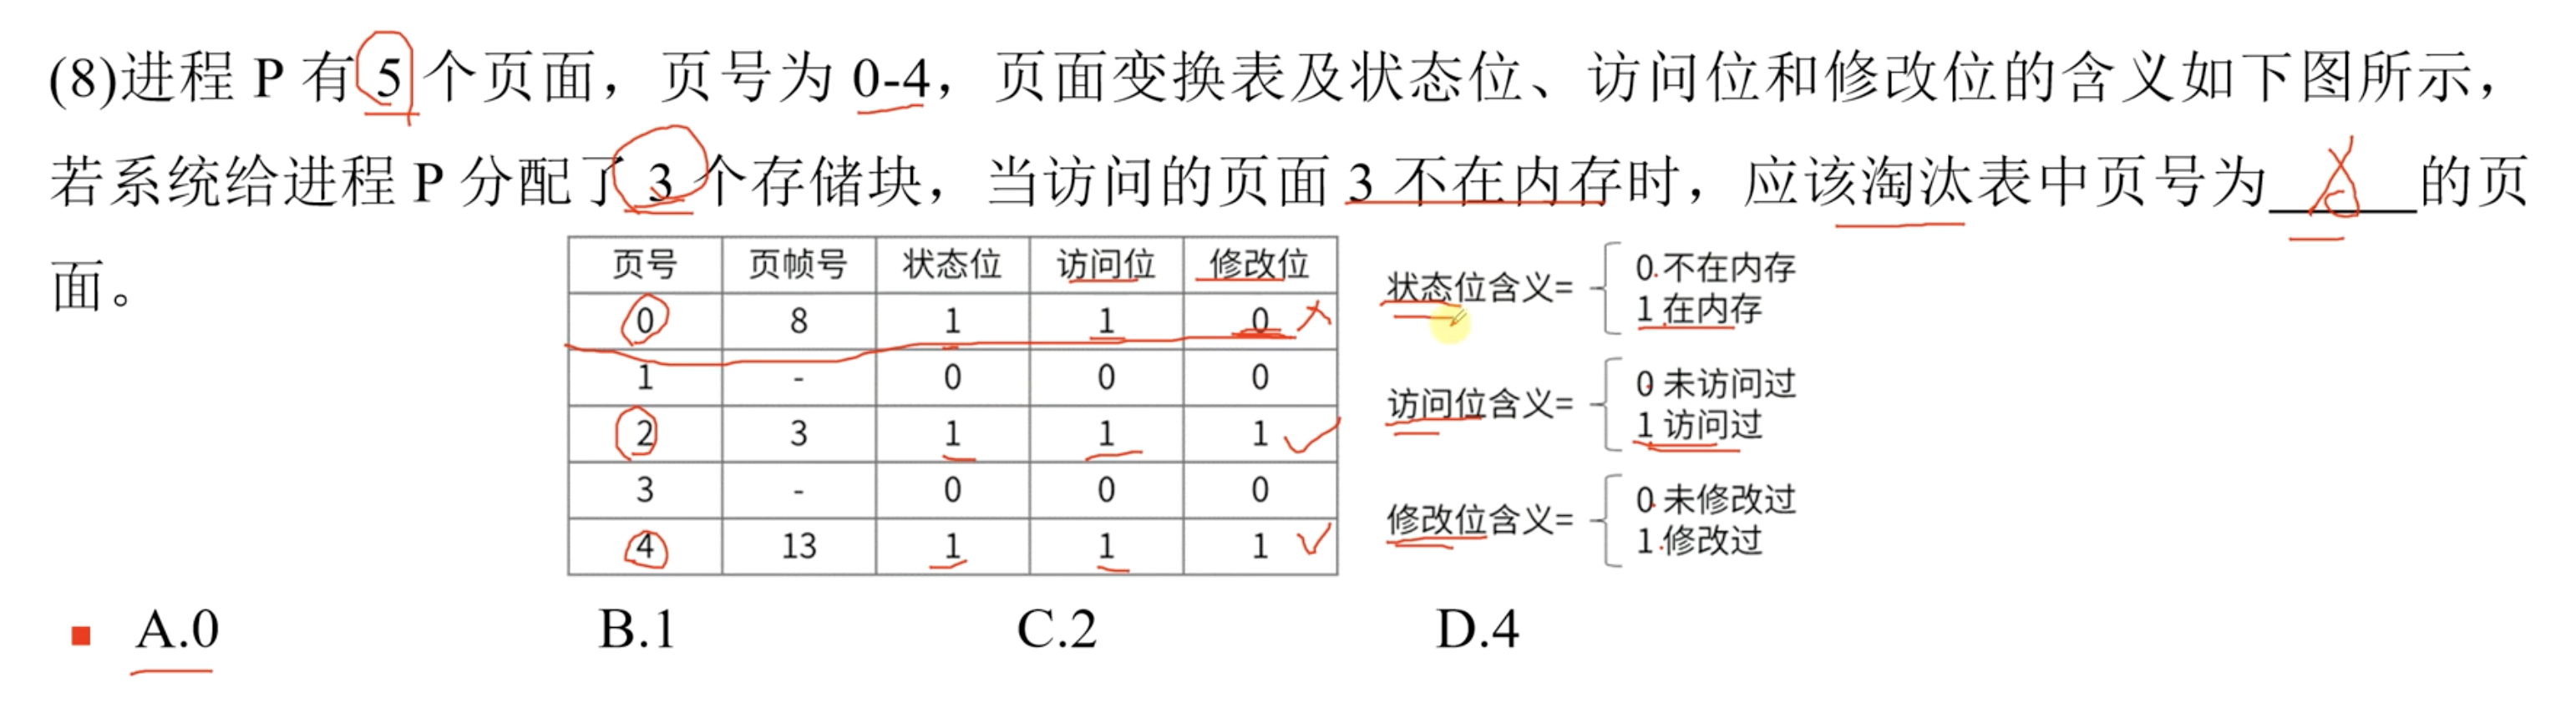 (8)进程 P 有 5 个页面，页号为 0-4，页面变换表及状态位、访问位和修改位的含义如下图所示，
若系统给进程 P 分配了 3 个存储块，当访问的页面 3 不在内存时，应该淘汰表中页号为______的页
面。
页号 页帧号 状态位 访问位 修改位
0 8 1 1 0
1 - 0 0 0
2 3 1 1 1
3 - 0 0 0
4 13 1 1 1
状态位含义=
0 不在内存
1 在内存
访问位含义=
0 未访问过
1 访问过
修改位含义=
0 未修改过
1 修改过
A.0 B.1 C.2 D.4